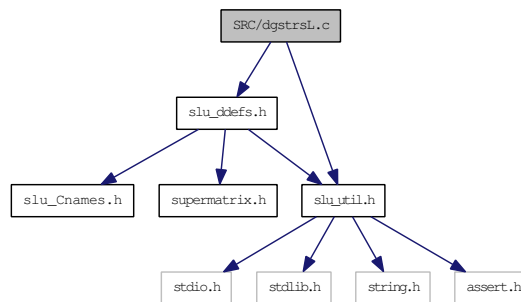 SRC/dgstrsL.c
slu_ddefs.h
slu_Cnames.h
supermatrix.h
slu_util.h
stdio.h
stdlib.h
string.h
assert.h